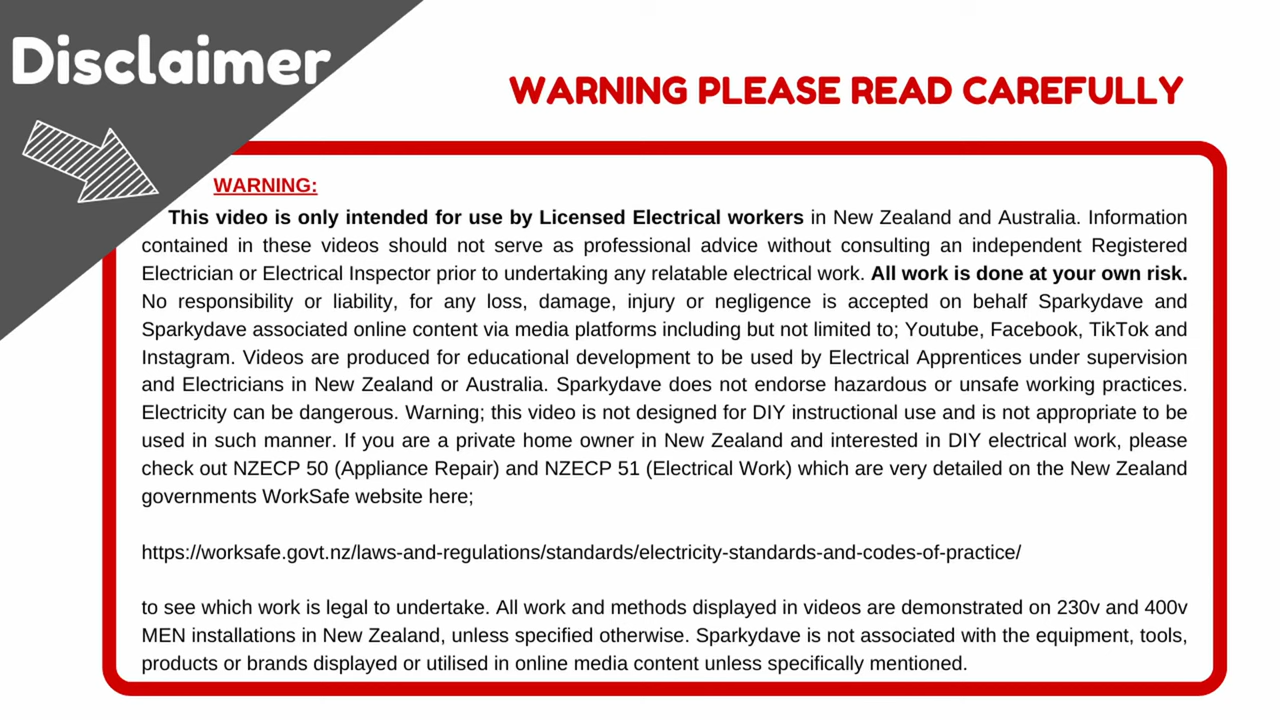 Disclaimer
WARNING PLEASE READ CAREFULLY
WARNING:
This video is only intended for use by Licensed Electrical workers in New Zealand and Australia. Information
contained in these videos should not serve as professional advice without consulting an independent Registered
Electrician or Electrical Inspector prior to undertaking any relatable electrical work. All work is done at your own risk.
No responsibility or liability, for any loss, damage, injury or negligence is accepted on behalf Sparkydave and
Sparkydave associated online content via media platforms including but not limited to; Youtube, Facebook, TikTok and
Instagram. Videos are produced for educational development to be used by Electrical Apprentices under supervision
and Electricians in New Zealand or Australia. Sparkydave does not endorse hazardous or unsafe working practices.
Electricity can be dangerous. Warning; this video is not designed for DIY instructional use and is not appropriate to be
used in such manner. If you are a private home owner in New Zealand and interested in DIY electrical work, please
check out NZECP 50 (Appliance Repair) and NZECP 51 (Electrical Work) which are very detailed on the New Zealand
governments WorkSafe website here;
https://worksafe.govt.nz/laws-and-regulations/standards/electricity-standards-and-codes-of-practice/
to see which work is legal to undertake. All work and methods displayed in videos are demonstrated on 230v and 400v
MEN installations in New Zealand, unless specified otherwise. Sparkydave is not associated with the equipment, tools,
products or brands displayed or utilised in online media content unless specifically mentioned.